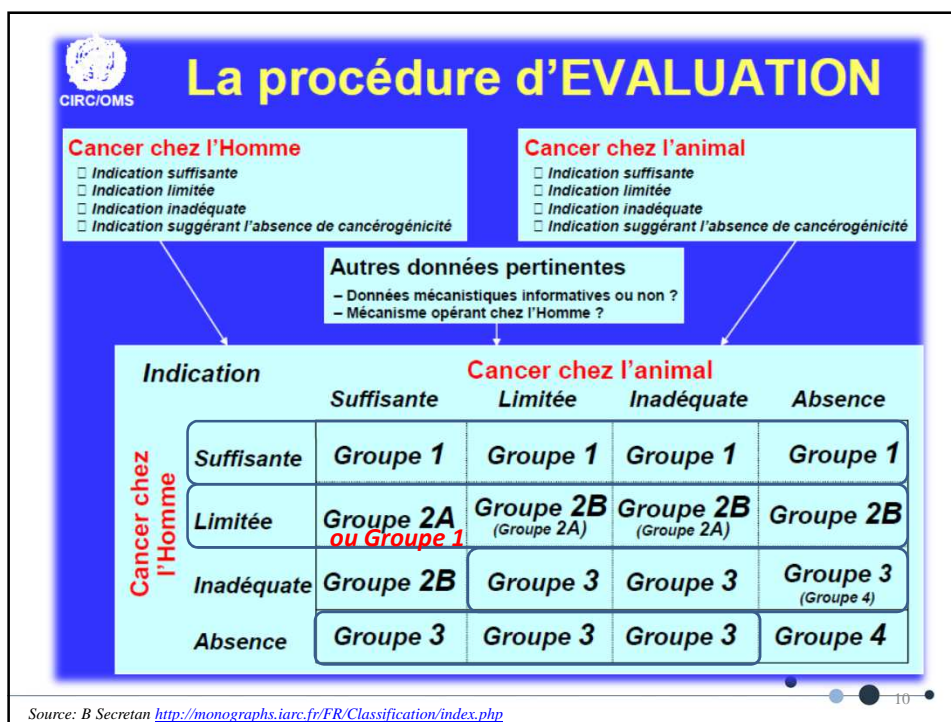 CIRC/OMS
La procédure d'EVALUATION
Cancer chez l'Homme
□ Indication suffisante
□ Indication limitée
□ Indication inadéquate
□ Indication suggérant l'absence de cancérogénicité
Cancer chez l'animal
□ Indication suffisante
□ Indication limitée
□ Indication inadéquate
□ Indication suggérant l'absence de cancérogénicité
Autres données pertinentes
– Données mécanistiques informatives ou non ?
– Mécanisme opérant chez l'Homme ?
Indication
Cancer chez l'animal
Suffisante Limitée Inadéquate Absence
Cancer chez
l'Homme
Suffisante Groupe 1 Groupe 1 Groupe 1 Groupe 1
Limitée Groupe 2A Groupe 2B Groupe 2B Groupe 2B
ou Groupe 1 (Groupe 2A) (Groupe 2A)
Inadéquate Groupe 2B Groupe 3 Groupe 3 Groupe 3
(Groupe 4)
Absence Groupe 3 Groupe 3 Groupe 3 Groupe 4
10
Source: B Secretan http://monographs.iarc.fr/FR/Classification/index.php